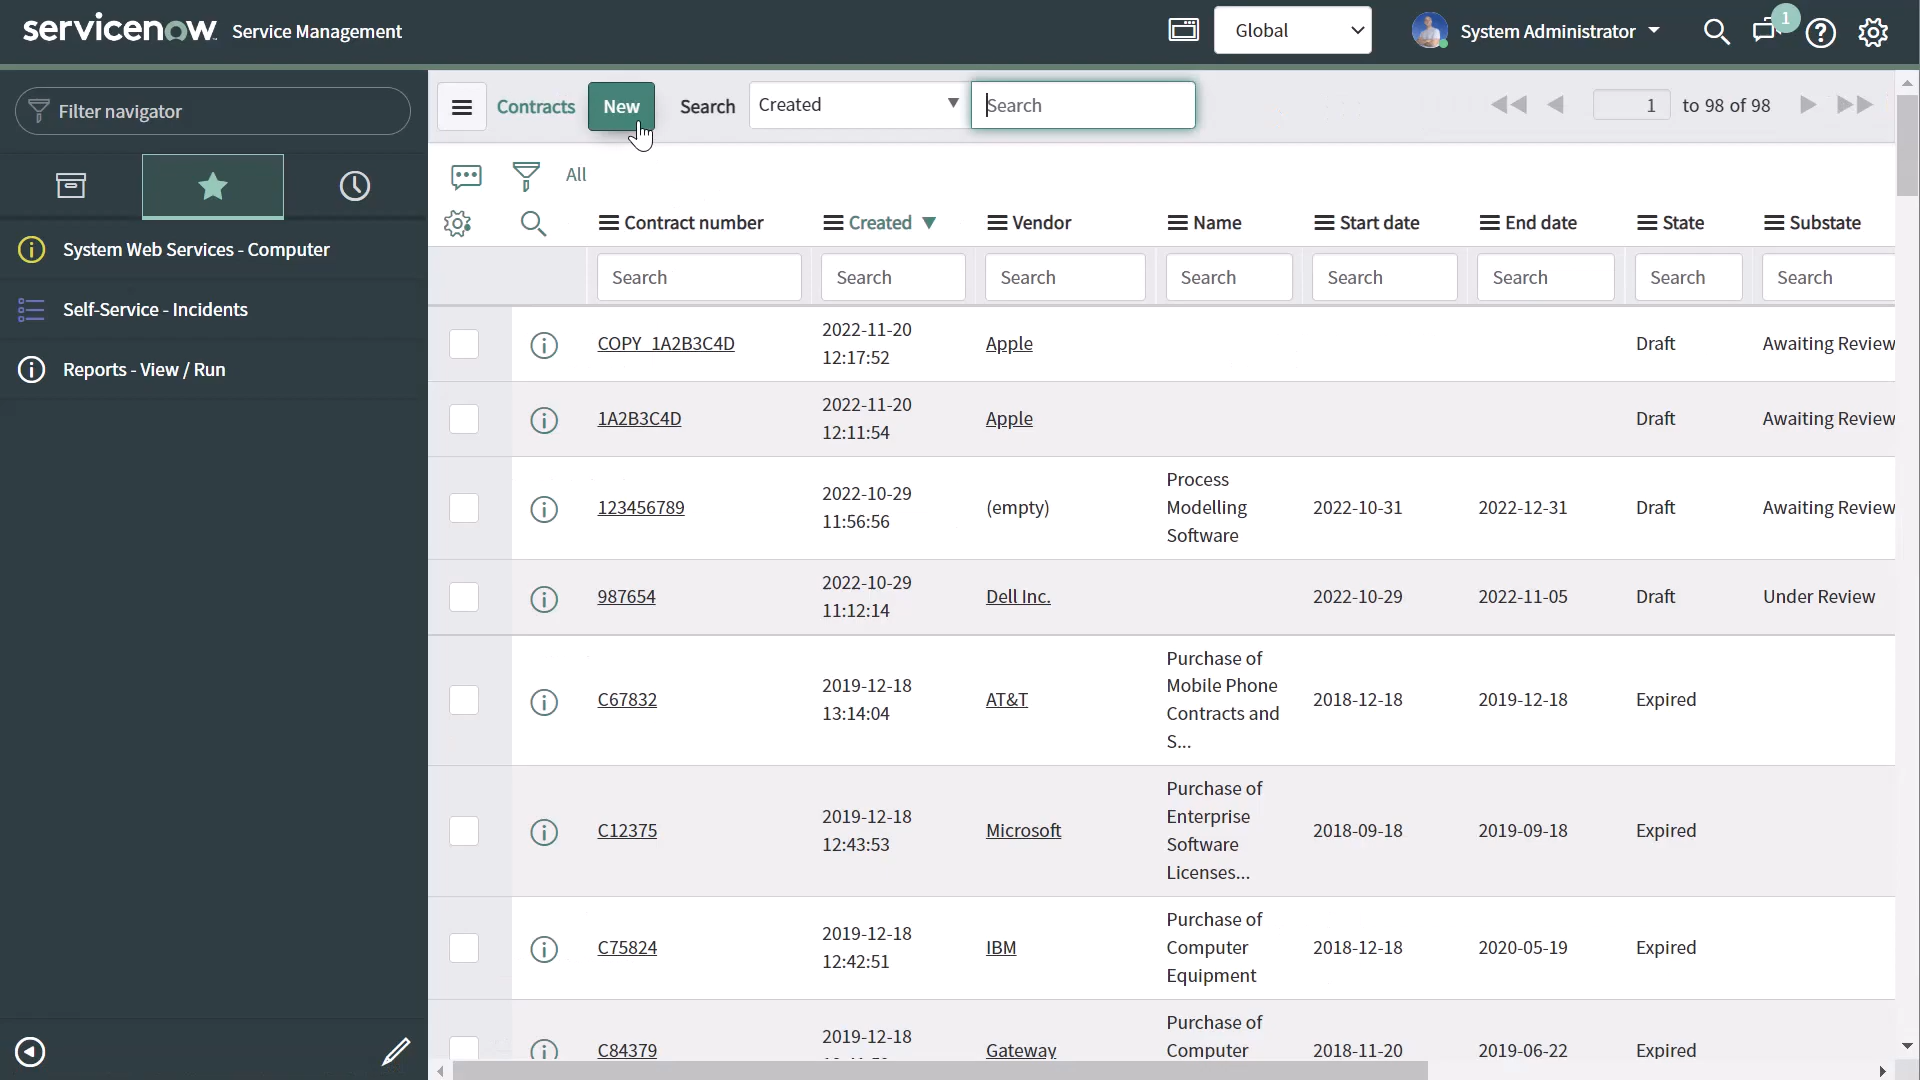 servicenow Service Management
Global
System Administrator
1
Filter navigator
System Web Services - Computer
Self-Service - Incidents
Reports - View / Run
Contracts New Search Created Search 1 to 98 of 98
All
Contract number Created Vendor Name Start date End date State Substate
Search Search Search Search Search Search Search Search
COPY_1A2B3C4D 2022-11-20 Apple Draft Awaiting Review
12:17:52
1A2B3C4D 2022-11-20 Apple Draft Awaiting Review
12:11:54
123456789 2022-10-29 (empty) Process 2022-10-31 2022-12-31 Draft Awaiting Review
11:56:56 Modelling
Software
987654 2022-10-29 Dell Inc. 2022-10-29 2022-11-05 Draft Under Review
11:12:14
C67832 2019-12-18 AT&T Purchase of 2018-12-18 2019-12-18 Expired
13:14:04 Mobile Phone
Contracts and
S...
C12375 2019-12-18 Microsoft Purchase of 2018-09-18 2019-09-18 Expired
12:43:53 Enterprise
Software
Licenses...
C75824 2019-12-18 IBM Purchase of 2018-12-18 2020-05-19 Expired
12:42:51 Computer
Equipment
C84379 2019-12-18 Gateway Purchase of 2018-11-20 2019-06-22 Expired
Computer